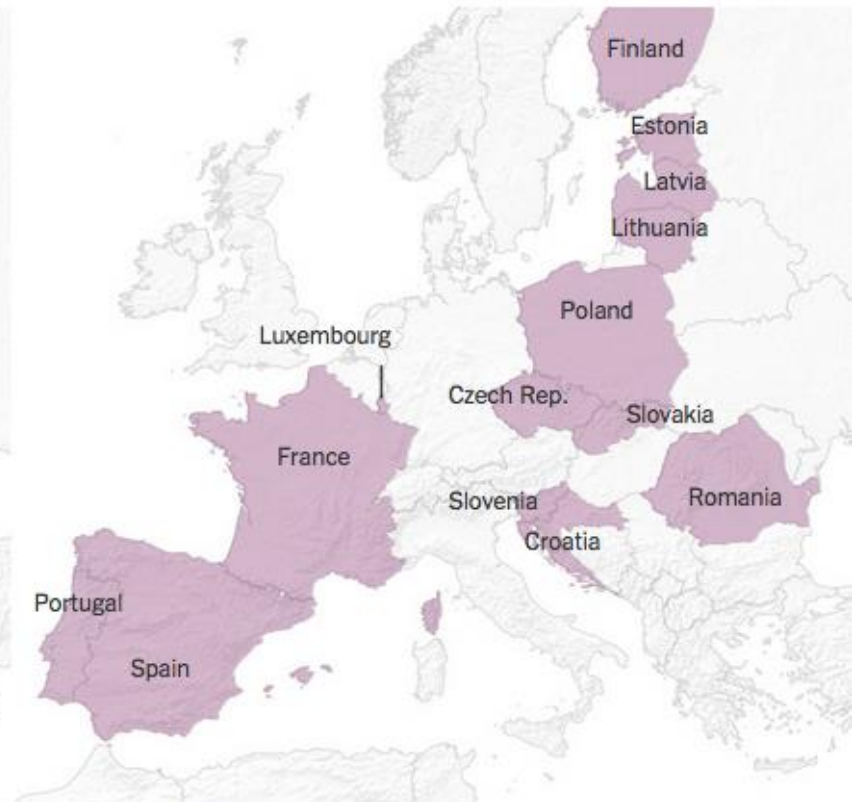 Finland
Estonia
Latvia
Lithuania
Poland
Luxembourg
Czech Rep.
Slovakia
France
Slovenia
Romania
Croatia
Portugal
Spain